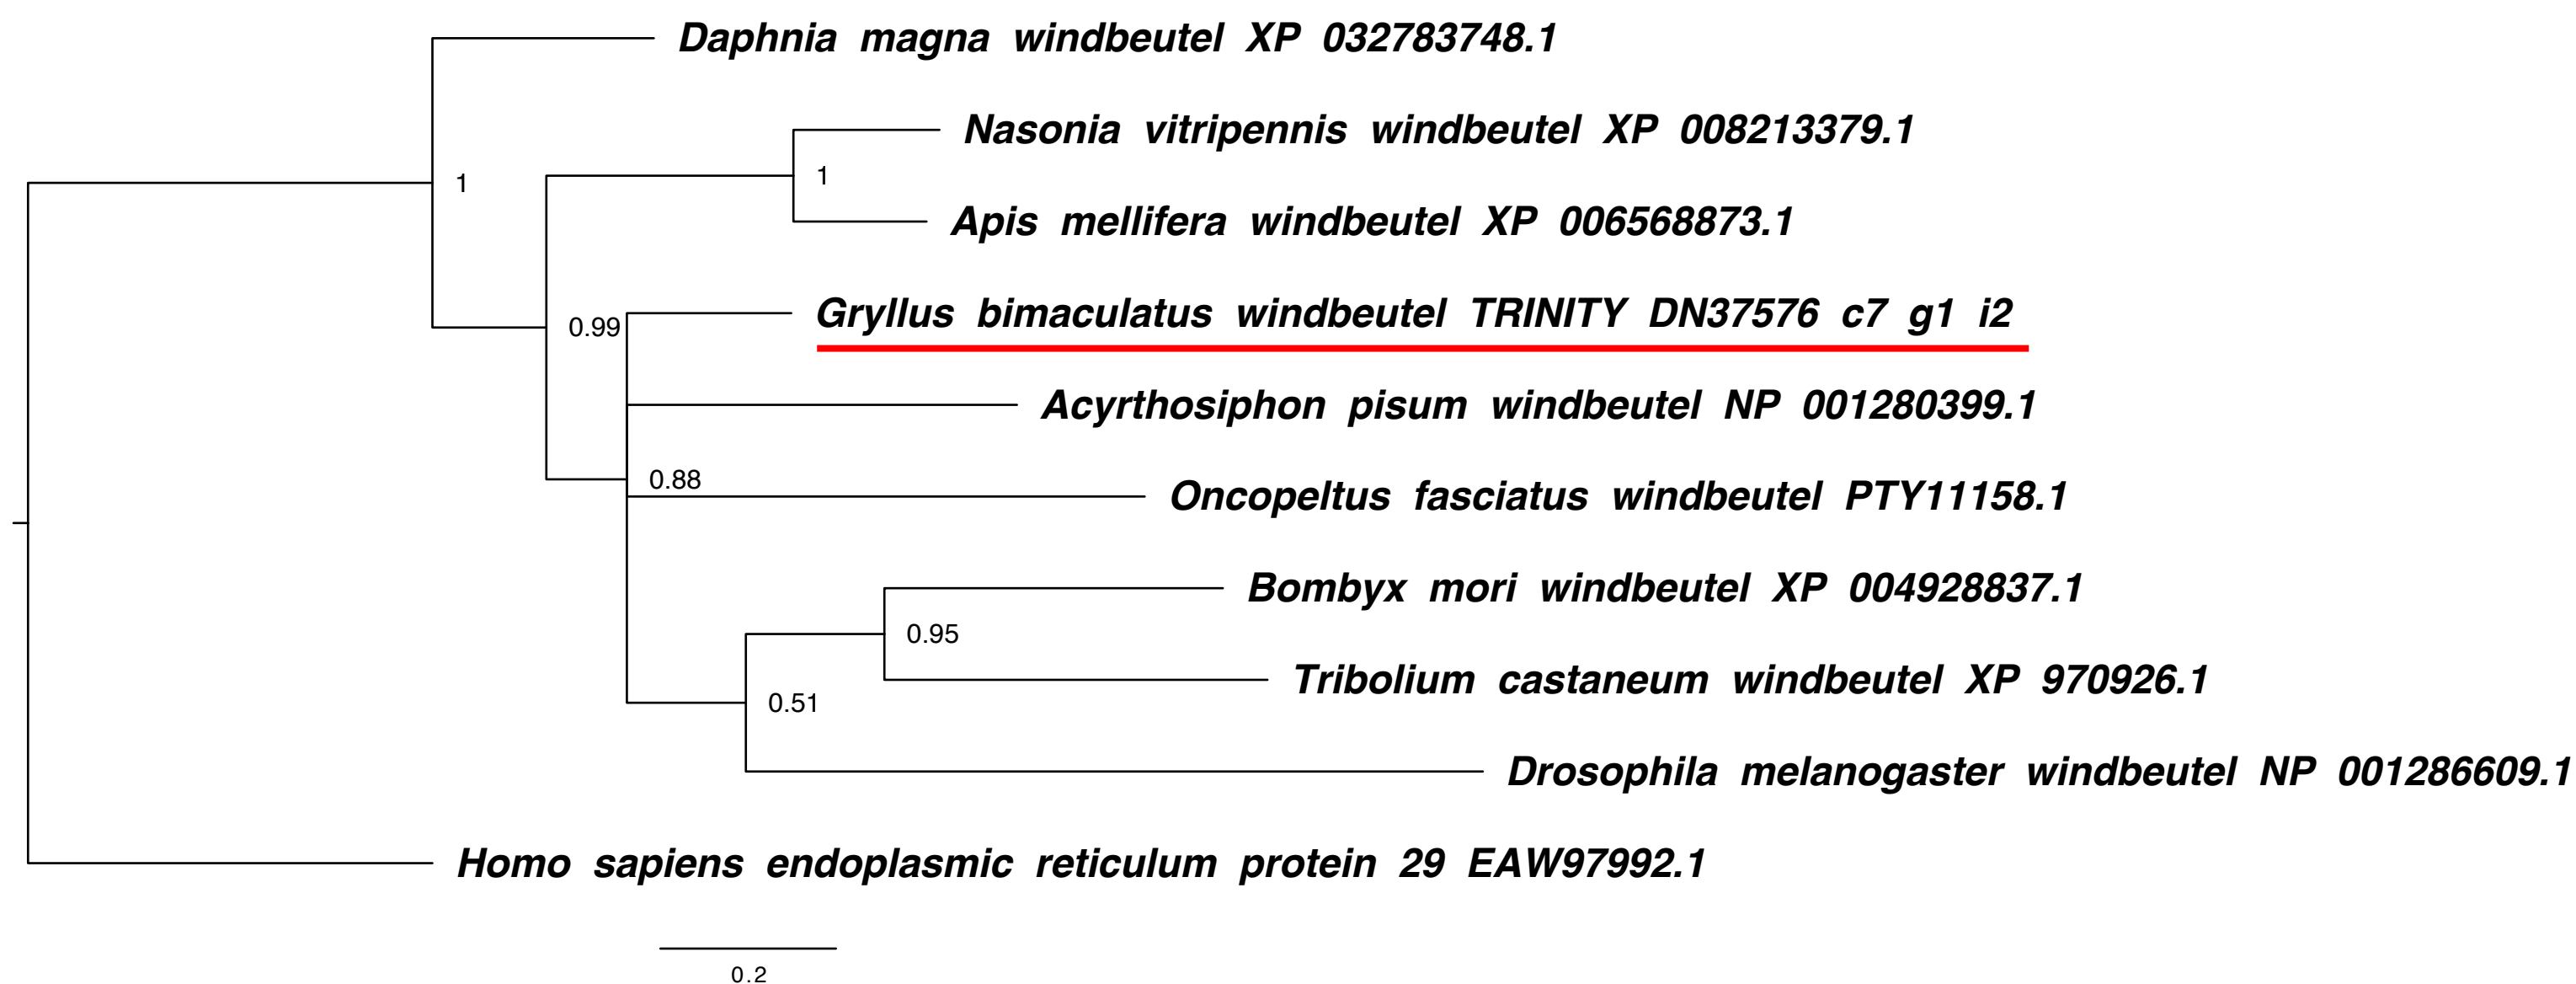 Daphnia magna windbeutel XP 032783748.1
Nasonia vitripennis windbeutel XP 008213379.1
1
1
Apis mellifera windbeutel XP 006568873.1
Gryllus bimaculatus windbeutel TRINITY DN37576 c7 g1 i2
0.99
Acyrthosiphon pisum windbeutel NP 001280399.1
0.88
Oncopeltus fasciatus windbeutel PTY11158.1
Bombyx mori windbeutel XP 004928837.1
0.95
Tribolium castaneum windbeutel XP 970926.1
0.51
Drosophila melanogaster windbeutel NP 001286609.1
Homo sapiens endoplasmic reticulum protein 29 EAW97992.1
0.2